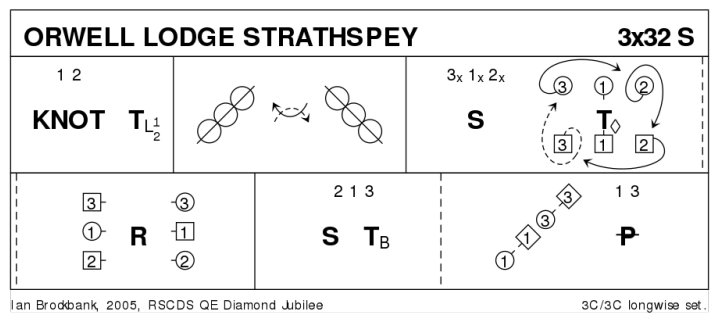 ORWELL LODGE STRATHSPEY 3x32 S
1 2
KNOT TL½
3x 1x 2x
S T◊
3 1 2
3 1 2
3 3
1 R 1
2 2
2 1 3
S TB
1 3
P
3
3
1
1
Ian Brockbank, 2005, RSCDS QE Diamond Jubilee 3C/3C longwise set.